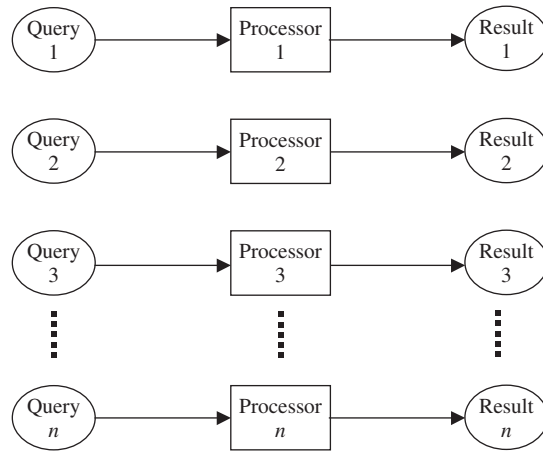 Query
1
Processor
1
Result
1
Query
2
Processor
2
Result
2
Query
3
Processor
3
Result
3
Query
n
Processor
n
Result
n